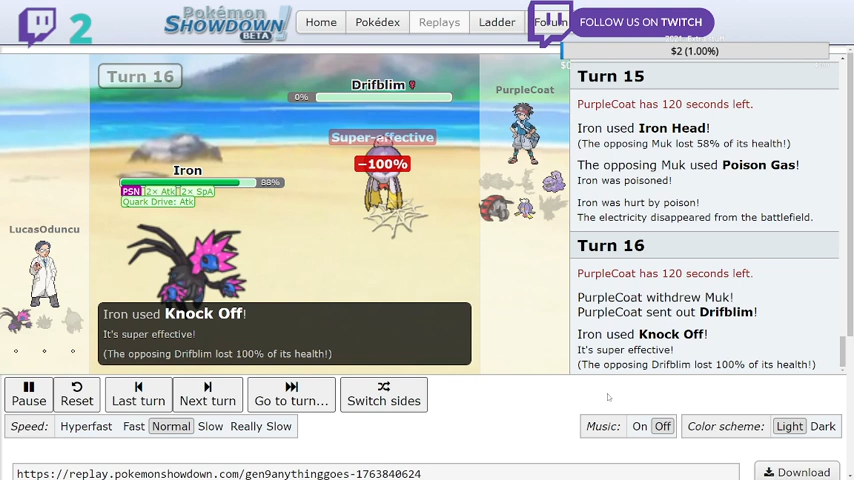 2
Pokémon
SHOWDOWN
BETA
Home
Pokédex
Replays
Ladder
Forum
FOLLOW US ON TWITCH
$2 (1.00%)
Turn 16
Drifblim
0%
Super-effective
−100%
Iron
88%
PSN 2× Atk 2× SpA
Quark Drive: Atk
PurpleCoat
LucasOduncu
Iron used Knock Off!
It's super effective!
(The opposing Drifblim lost 100% of its health!)
Turn 15
PurpleCoat has 120 seconds left.
Iron used Iron Head!
(The opposing Muk lost 58% of its health!)
The opposing Muk used Poison Gas!
Iron was poisoned!
Iron was hurt by poison!
The electricity disappeared from the battlefield.
Turn 16
PurpleCoat has 120 seconds left.
PurpleCoat withdrew Muk!
PurpleCoat sent out Drifblim!
Iron used Knock Off!
It's super effective!
(The opposing Drifblim lost 100% of its health!)
Pause
Reset
Last turn
Next turn
Go to turn...
Switch sides
Speed: Hyperfast Fast Normal Slow Really Slow
Music: On Off
Color scheme: Light Dark
https://replay.pokemonshowdown.com/gen9anythinggoes-1763840624
Download